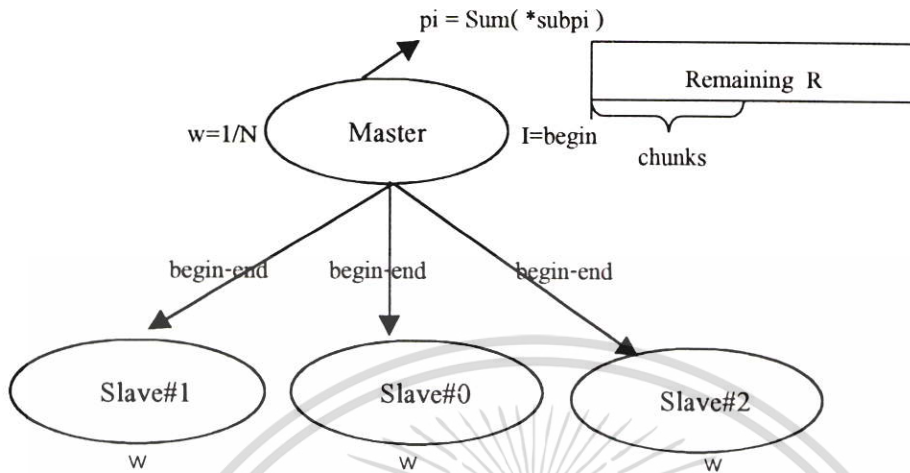 pi = Sum( *subpi )
Remaining R
w=1/N
Master
I=begin
chunks
begin-end
begin-end
begin-end
Slave#1
Slave#0
Slave#2
w
w
w